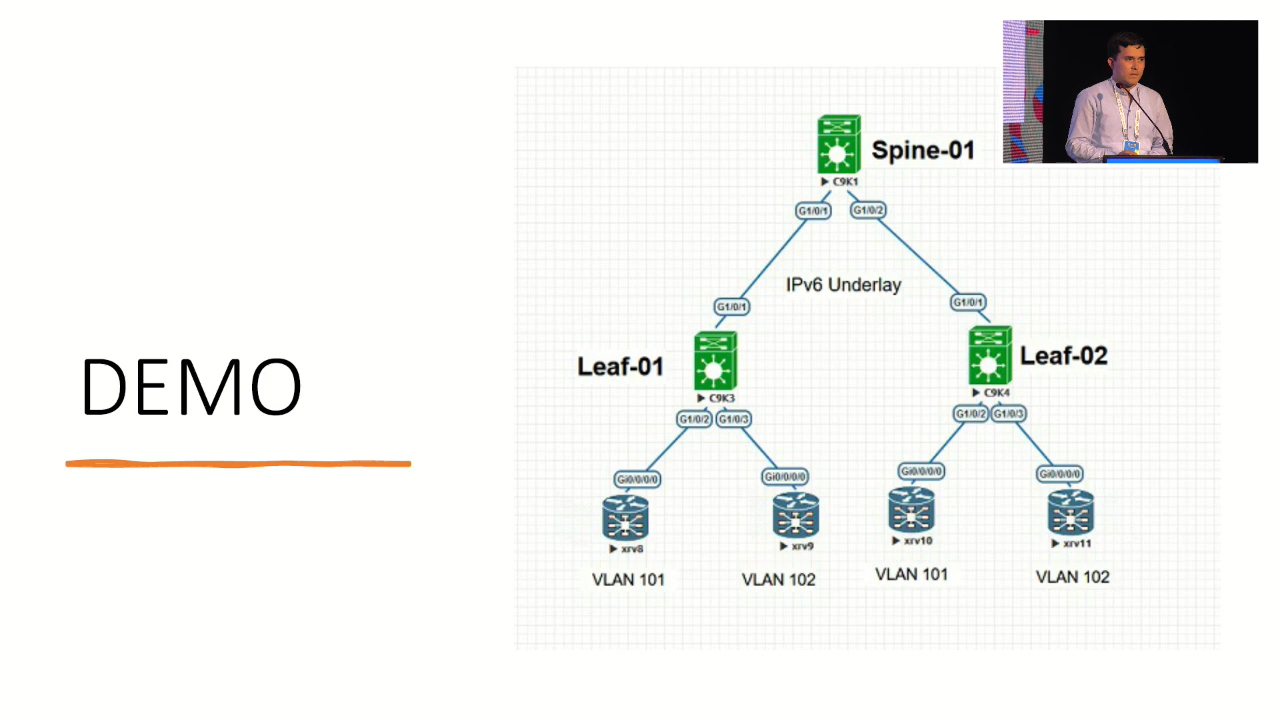 DEMO
Spine-01
C9K1
G1/0/1
G1/0/2
IPv6 Underlay
G1/0/1
G1/0/1
Leaf-01
Leaf-02
C9K3
C9K4
G1/0/2
G1/0/3
G1/0/2
G1/0/3
Gi0/0/0/0
Gi0/0/0/0
Gi0/0/0/0
Gi0/0/0/0
xrv8
xrv9
xrv10
xrv11
VLAN 101
VLAN 102
VLAN 101
VLAN 102